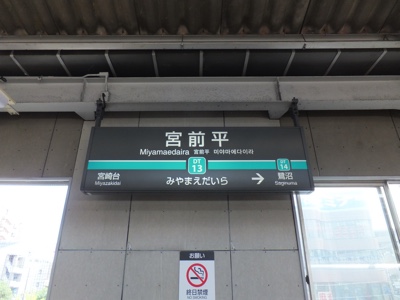 宮前平
Miyamaedaira 宮前平 미야마에다이라
DT
13
DT
14
宮崎台
Miyazakidai
みやまえだいら
→
鷺沼
Saginuma
お願い
終日禁煙